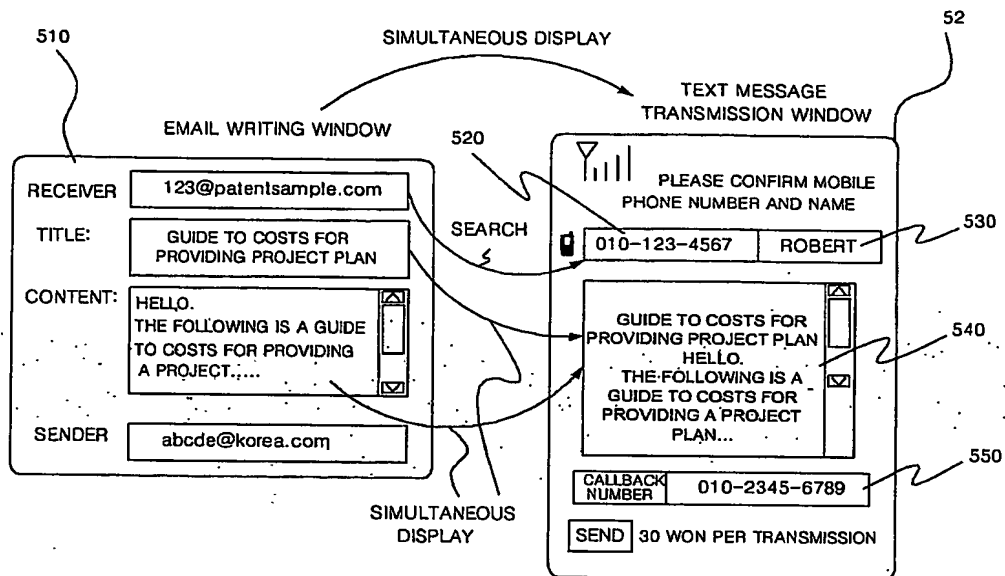 510
SIMULTANEOUS DISPLAY
52
EMAIL WRITING WINDOW
RECEIVER
123@patentsample.com
TITLE:
GUIDE TO COSTS FOR
PROVIDING PROJECT PLAN
CONTENT:
HELLO.
THE FOLLOWING IS A GUIDE
TO COSTS FOR PROVIDING
A PROJECT.....
SENDER
abcde@korea.com
SEARCH
SIMULTANEOUS
DISPLAY
TEXT MESSAGE
TRANSMISSION WINDOW
520
PLEASE CONFIRM MOBILE
PHONE NUMBER AND NAME
010-123-4567
ROBERT
530
GUIDE TO COSTS FOR
PROVIDING PROJECT PLAN
HELLO.
THE FOLLOWING IS A
GUIDE TO COSTS FOR
PROVIDING A PROJECT
PLAN...
540
CALLBACK
NUMBER
010-2345-6789
550
SEND
30 WON PER TRANSMISSION